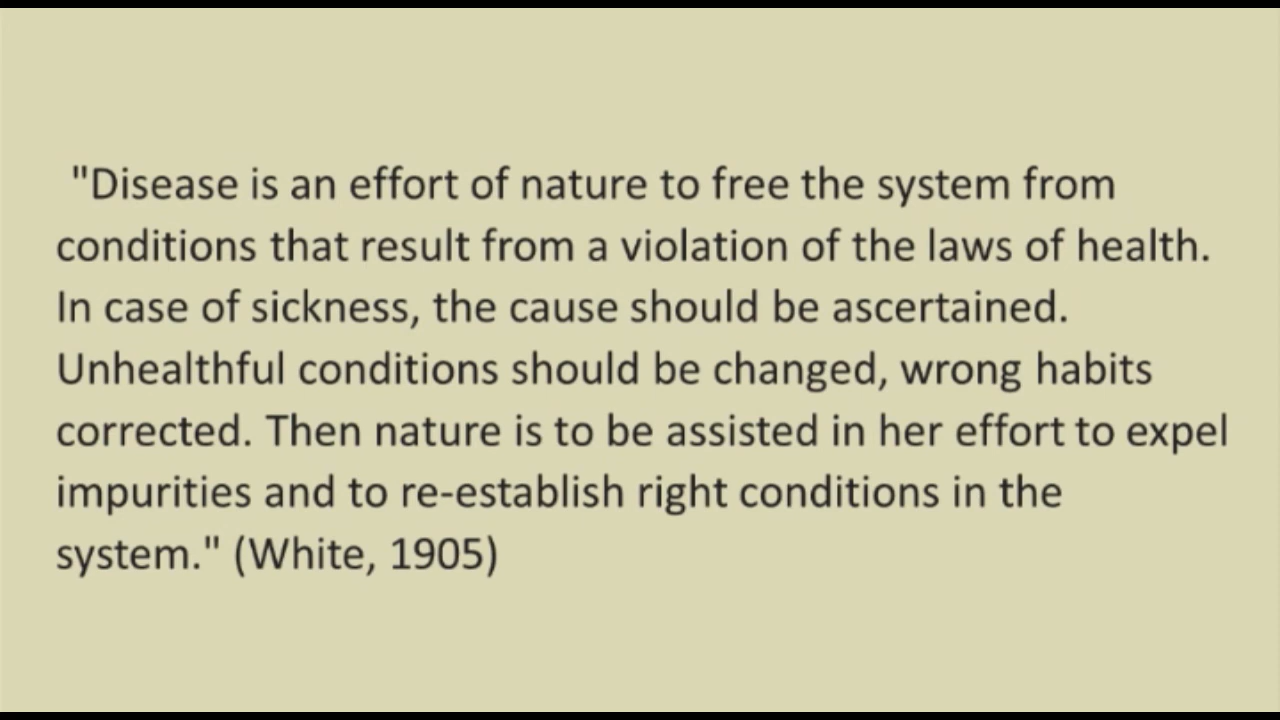 "Disease is an effort of nature to free the system from
conditions that result from a violation of the laws of health.
In case of sickness, the cause should be ascertained.
Unhealthful conditions should be changed, wrong habits
corrected. Then nature is to be assisted in her effort to expel
impurities and to re-establish right conditions in the
system." (White, 1905)